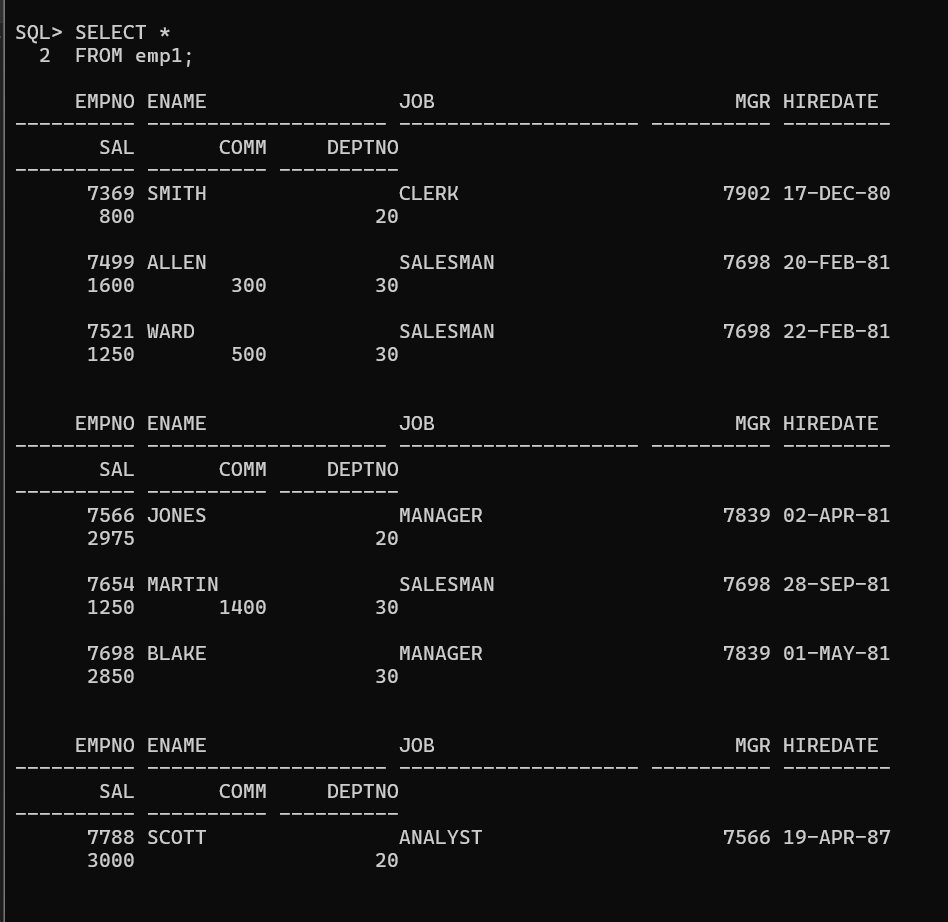 SQL> SELECT *
  2  FROM emp1;
     EMPNO ENAME                JOB                         MGR HIREDATE
---------- -------------------- -------------------- ---------- ---------
       SAL       COMM     DEPTNO
---------- ---------- ----------
      7369 SMITH                CLERK                      7902 17-DEC-80
       800                    20
      7499 ALLEN                SALESMAN                   7698 20-FEB-81
      1600        300         30
      7521 WARD                 SALESMAN                   7698 22-FEB-81
      1250        500         30
     EMPNO ENAME                JOB                         MGR HIREDATE
---------- -------------------- -------------------- ---------- ---------
       SAL       COMM     DEPTNO
---------- ---------- ----------
      7566 JONES                MANAGER                    7839 02-APR-81
      2975                    20
      7654 MARTIN               SALESMAN                   7698 28-SEP-81
      1250       1400         30
      7698 BLAKE                MANAGER                    7839 01-MAY-81
      2850                    30
     EMPNO ENAME                JOB                         MGR HIREDATE
---------- -------------------- -------------------- ---------- ---------
       SAL       COMM     DEPTNO
---------- ---------- ----------
      7788 SCOTT                ANALYST                    7566 19-APR-87
      3000                    20